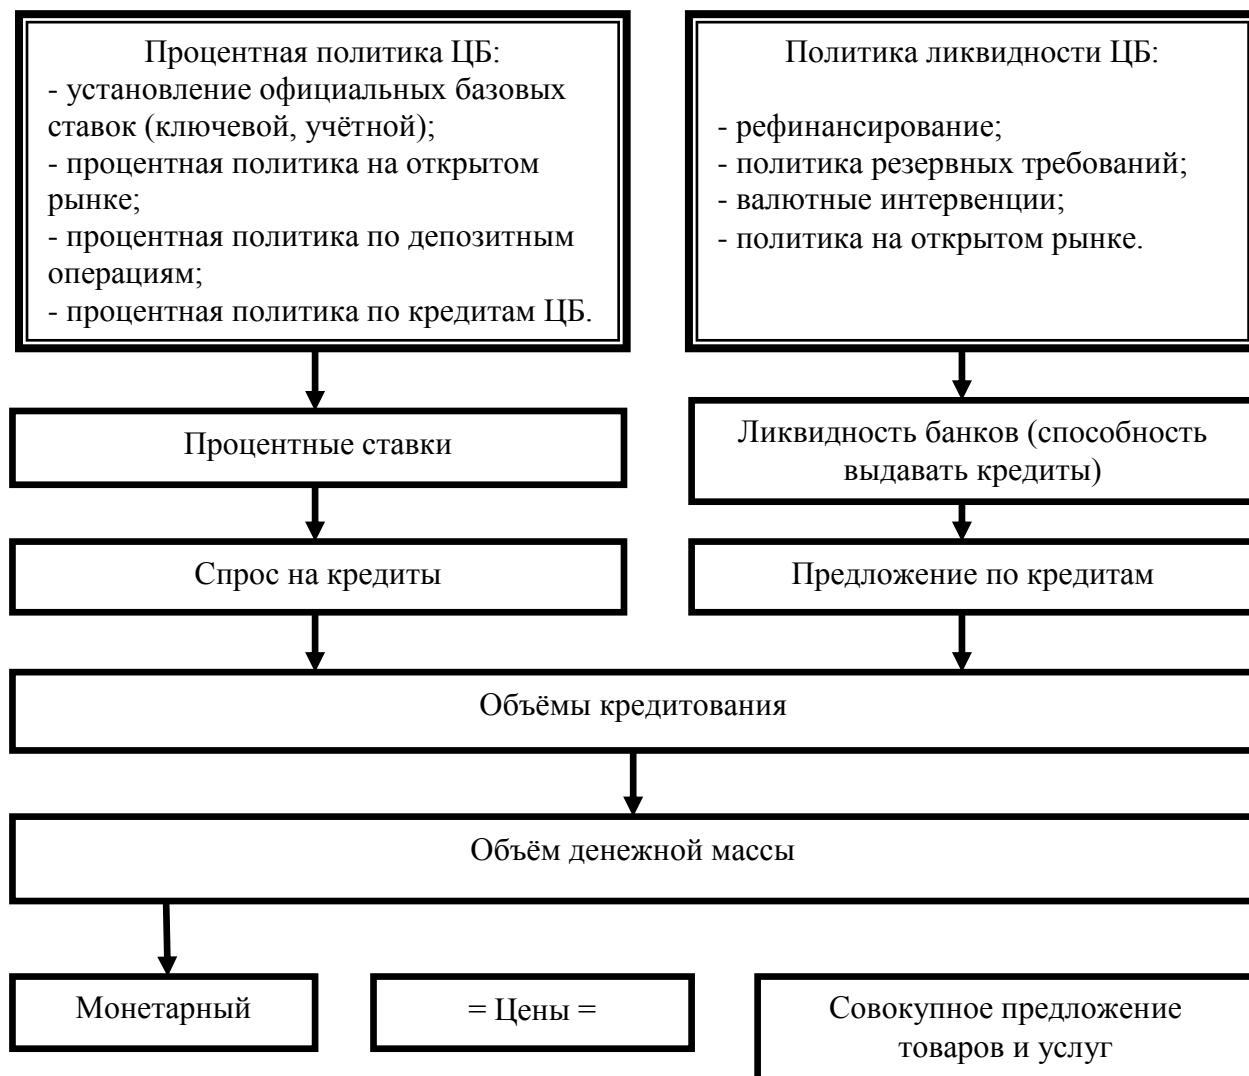 Процентная политика ЦБ:
- установление официальных базовых
ставок (ключевой, учётной);
- процентная политика на открытом
рынке;
- процентная политика по депозитным
операциям;
- процентная политика по кредитам ЦБ.
Политика ликвидности ЦБ:
- рефинансирование;
- политика резервных требований;
- валютные интервенции;
- политика на открытом рынке.
Процентные ставки
Ликвидность банков (способность
выдавать кредиты)
Спрос на кредиты
Предложение по кредитам
Объёмы кредитования
Объём денежной массы
Монетарный
= Цены =
Совокупное предложение
товаров и услуг